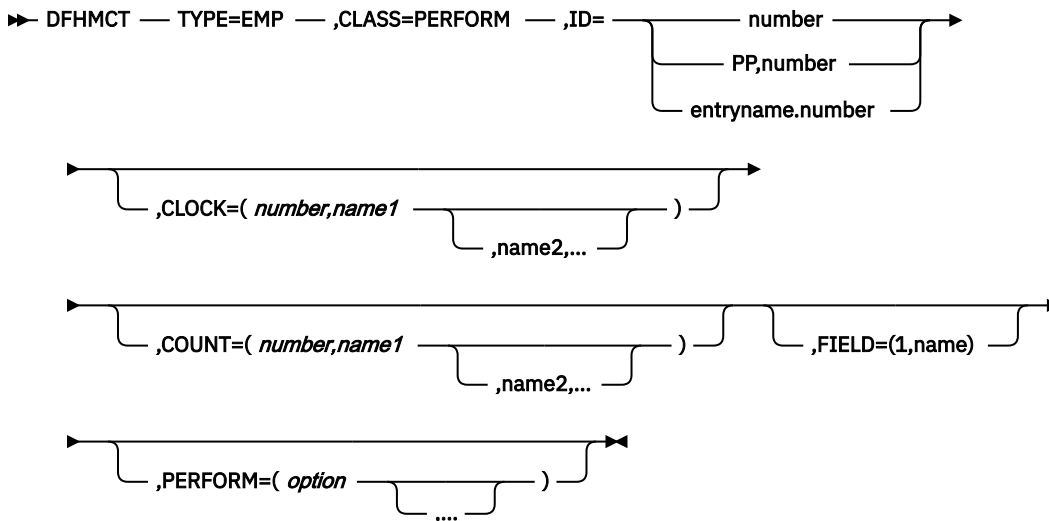 DFHMCT TYPE=EMP ,CLASS=PERFORM ,ID= number
PP,number
entryname.number
,CLOCK=( number,name1 )
,name2,...
,COUNT=( number,name1 ) ,FIELD=(1,name)
,name2,...
,PERFORM=( option )
....